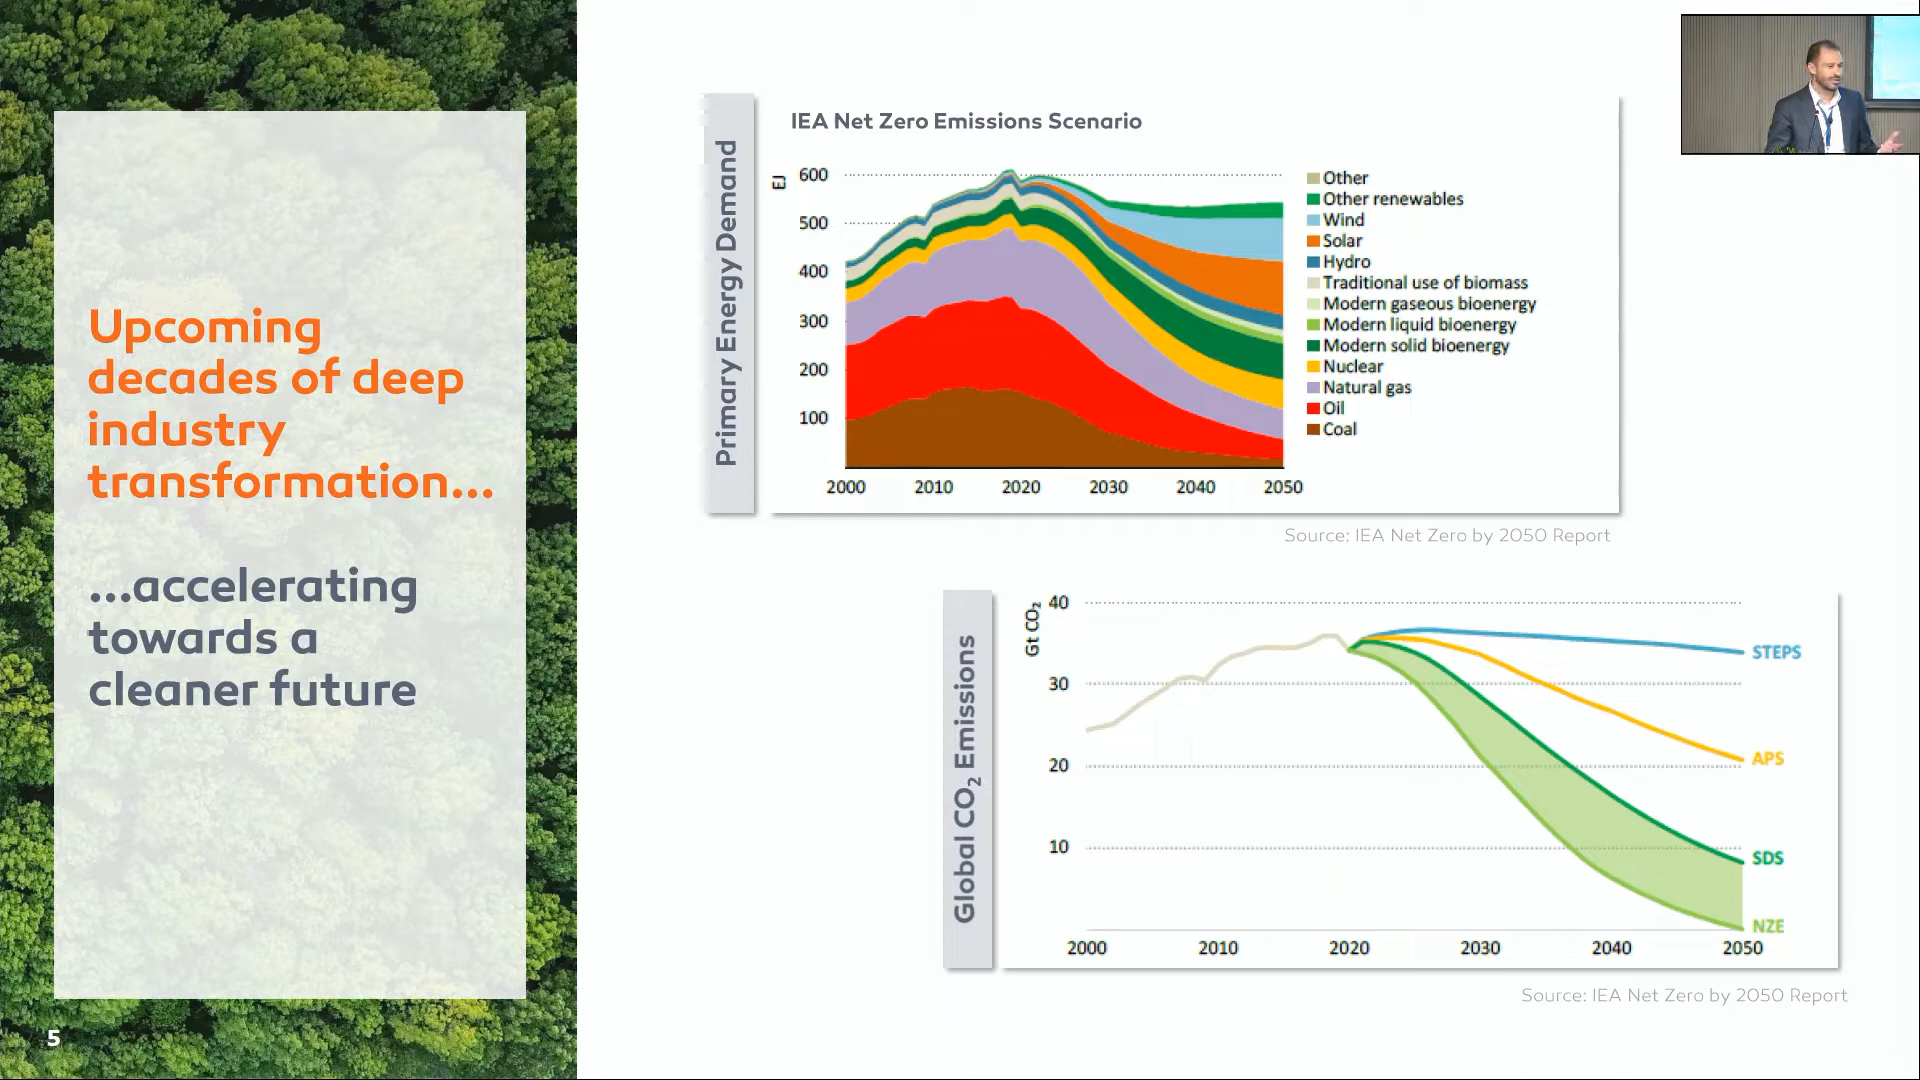 Upcoming
decades of deep
industry
transformation...
...accelerating
towards a
cleaner future
5
Primary Energy Demand
IEA Net Zero Emissions Scenario
EJ
600
500
400
300
200
100
2000 2010 2020 2030 2040 2050
Other
Other renewables
Wind
Solar
Hydro
Traditional use of biomass
Modern gaseous bioenergy
Modern liquid bioenergy
Modern solid bioenergy
Nuclear
Natural gas
Oil
Coal
Source: IEA Net Zero by 2050 Report
Global CO₂ Emissions
Gt CO₂
40
30
20
10
2000 2010 2020 2030 2040 2050
STEPS
APS
SDS
NZE
Source: IEA Net Zero by 2050 Report